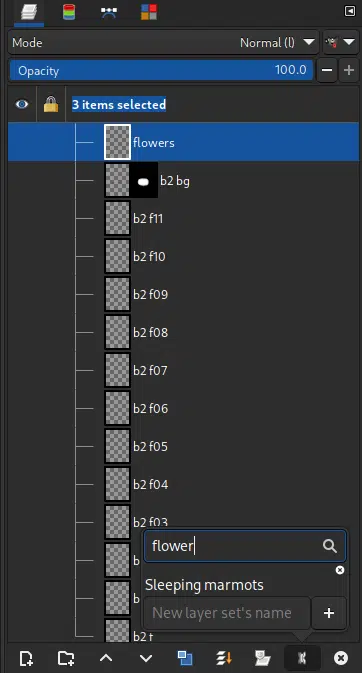 Mode Normal (l)
Opacity 100.0
3 items selected
flowers
b2 bg
b2 f11
b2 f10
b2 f09
b2 f08
b2 f07
b2 f06
b2 f05
b2 f04
b2 f03
flower
b
Sleeping marmots
b
New layer set's name
b2 f